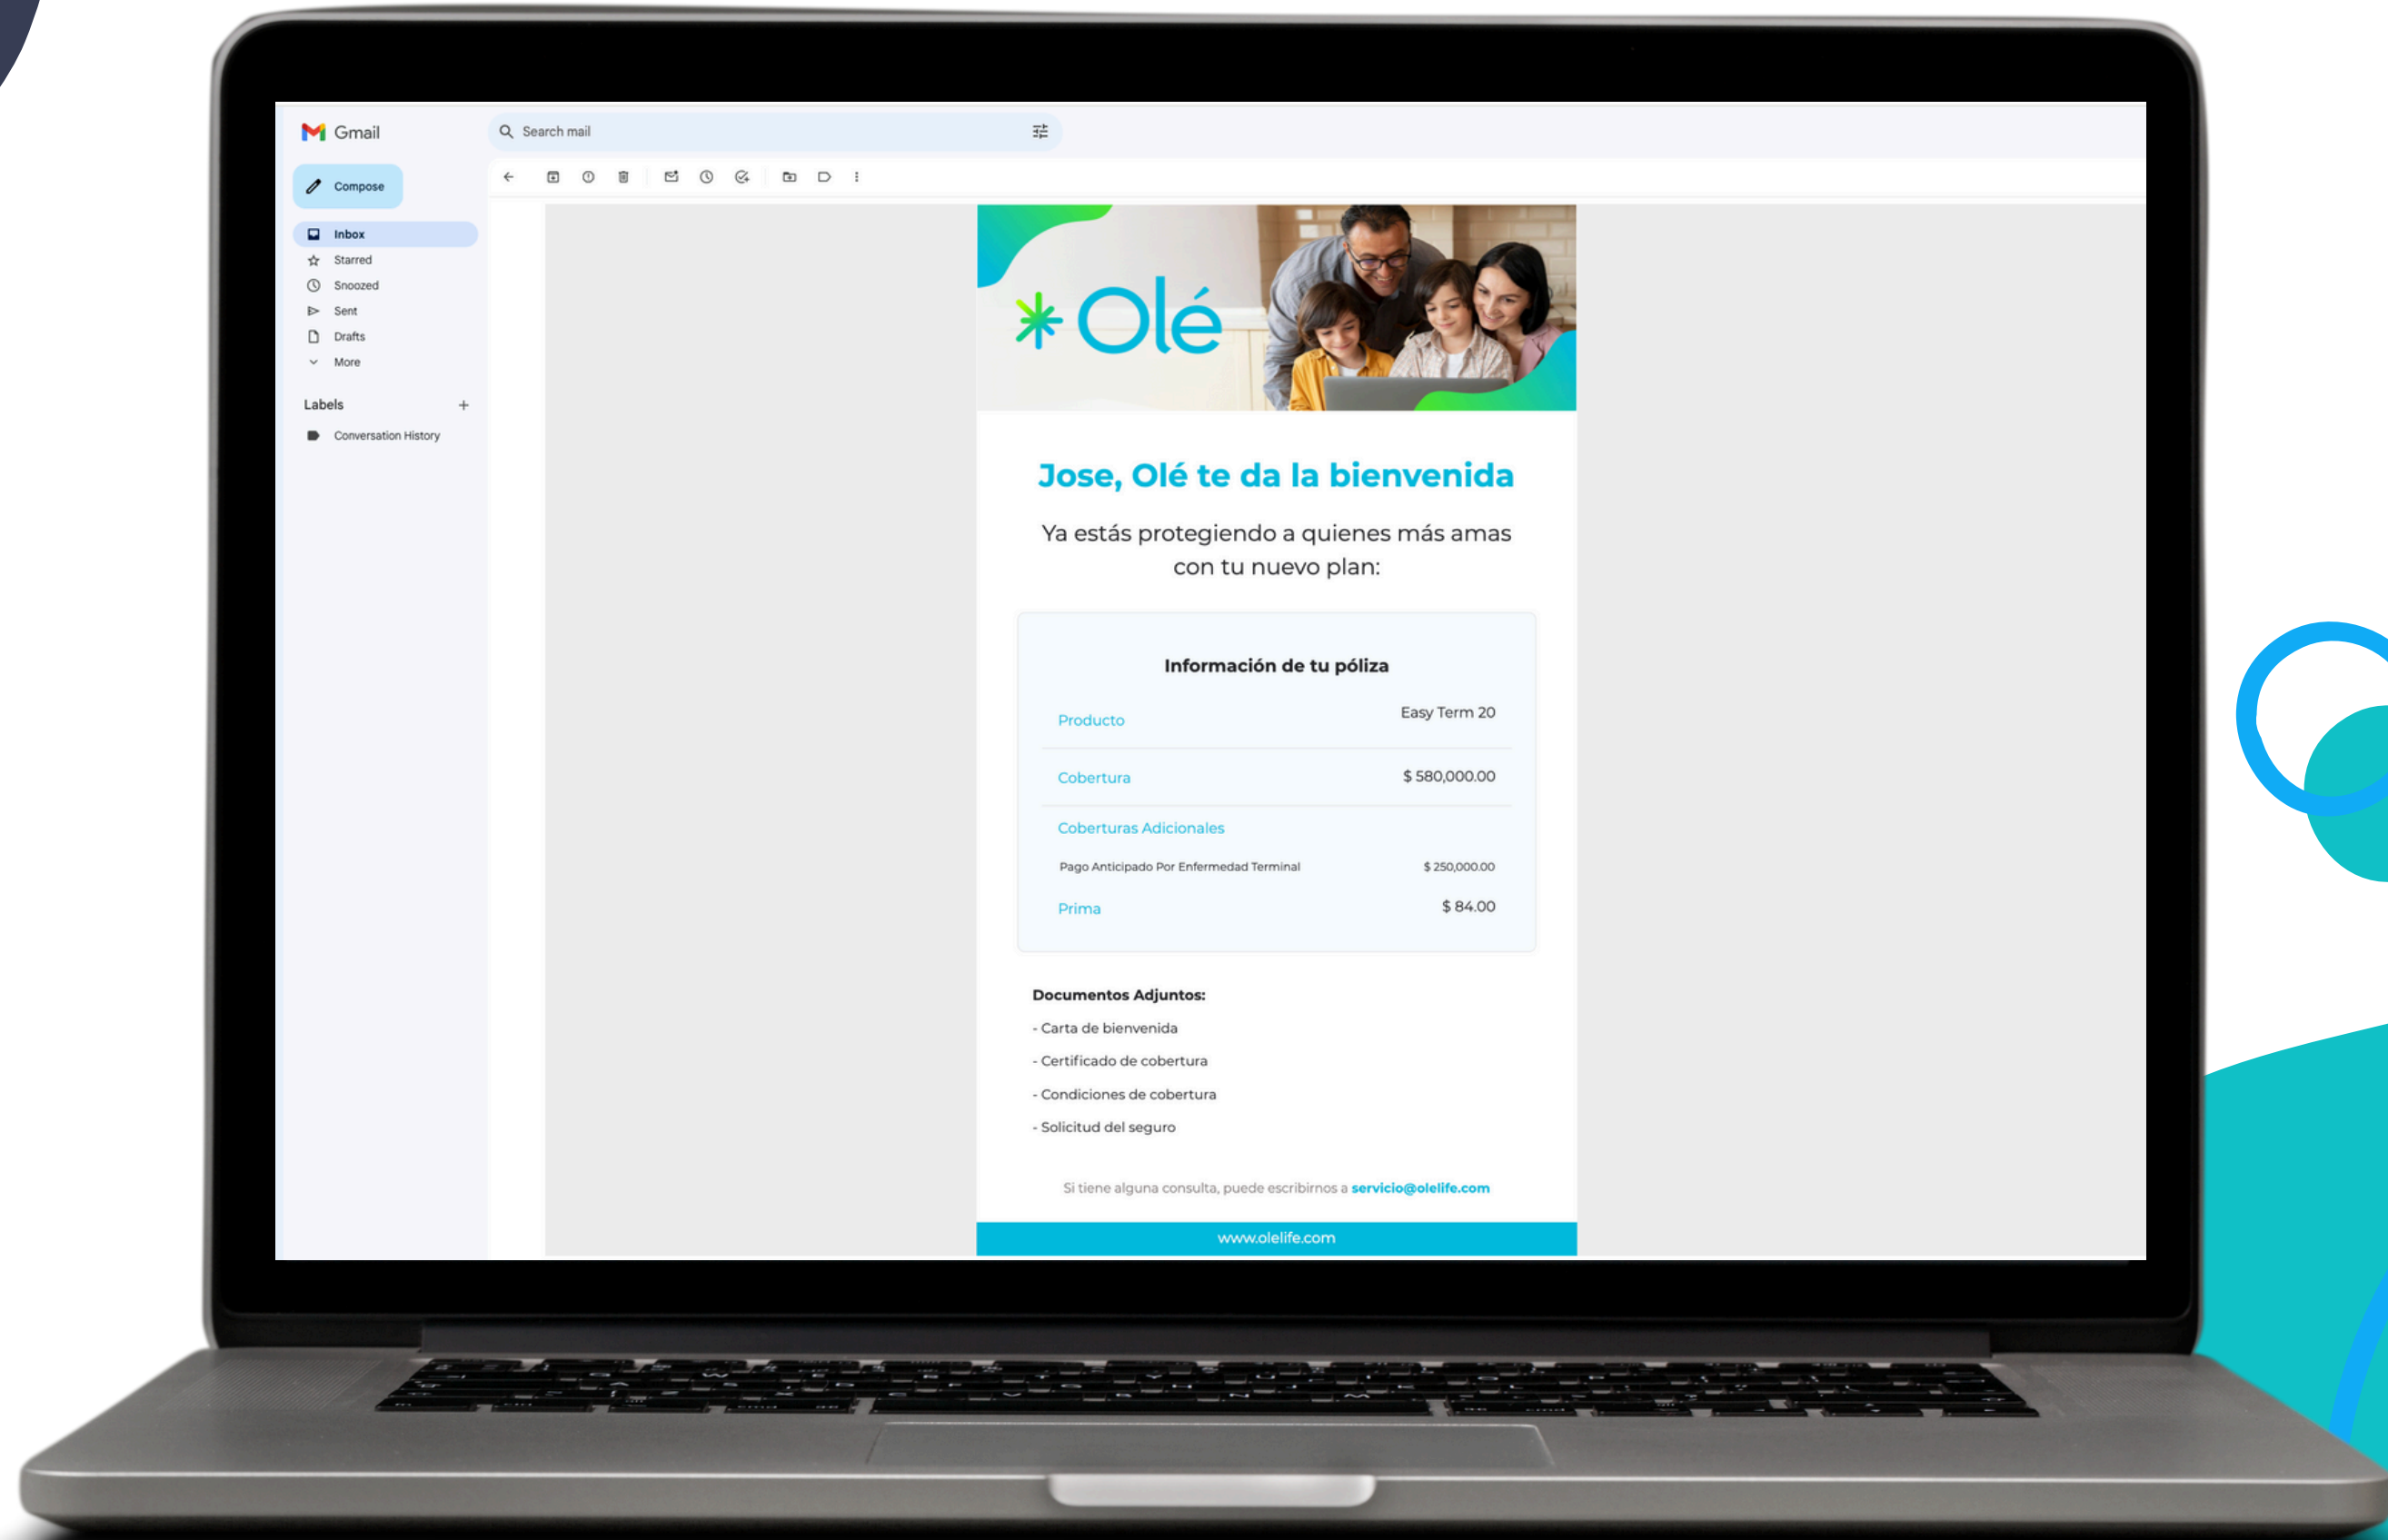 Gmail
Search mail
Compose
Inbox
Starred
Snoozed
Sent
Drafts
More
Labels
Conversation History
Olé
Jose, Olé te da la bienvenida
Ya estás protegiendo a quienes más amas
con tu nuevo plan:
Información de tu póliza
Producto Easy Term 20
Cobertura $ 580,000.00
Coberturas Adicionales
Pago Anticipado Por Enfermedad Terminal $ 250,000.00
Prima $ 84.00
Documentos Adjuntos:
- Carta de bienvenida
- Certificado de cobertura
- Condiciones de cobertura
- Solicitud del seguro
Si tiene alguna consulta, puede escribirnos a servicio@olelife.com
www.olelife.com